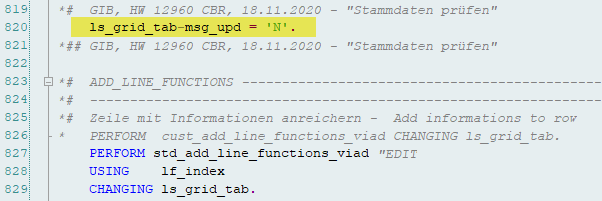 819 *# GIB, HW 12960 CBR, 18.11.2020 - "Stammdaten prüfen"
820 ls_grid_tab-msg_upd = 'N'.
821 *## GIB, HW 12960 CBR, 18.11.2020 - "Stammdaten prüfen"
822
823 *# ADD_LINE_FUNCTIONS ------------------------------------------------
824 *# --------------------------------------------------------------------
825 *# Zeile mit Informationen anreichern - Add informations to row
826 * PERFORM cust_add_line_functions_viad CHANGING ls_grid_tab.
827 PERFORM std_add_line_functions_viad "EDIT
828 USING lf_index
829 CHANGING ls_grid_tab.